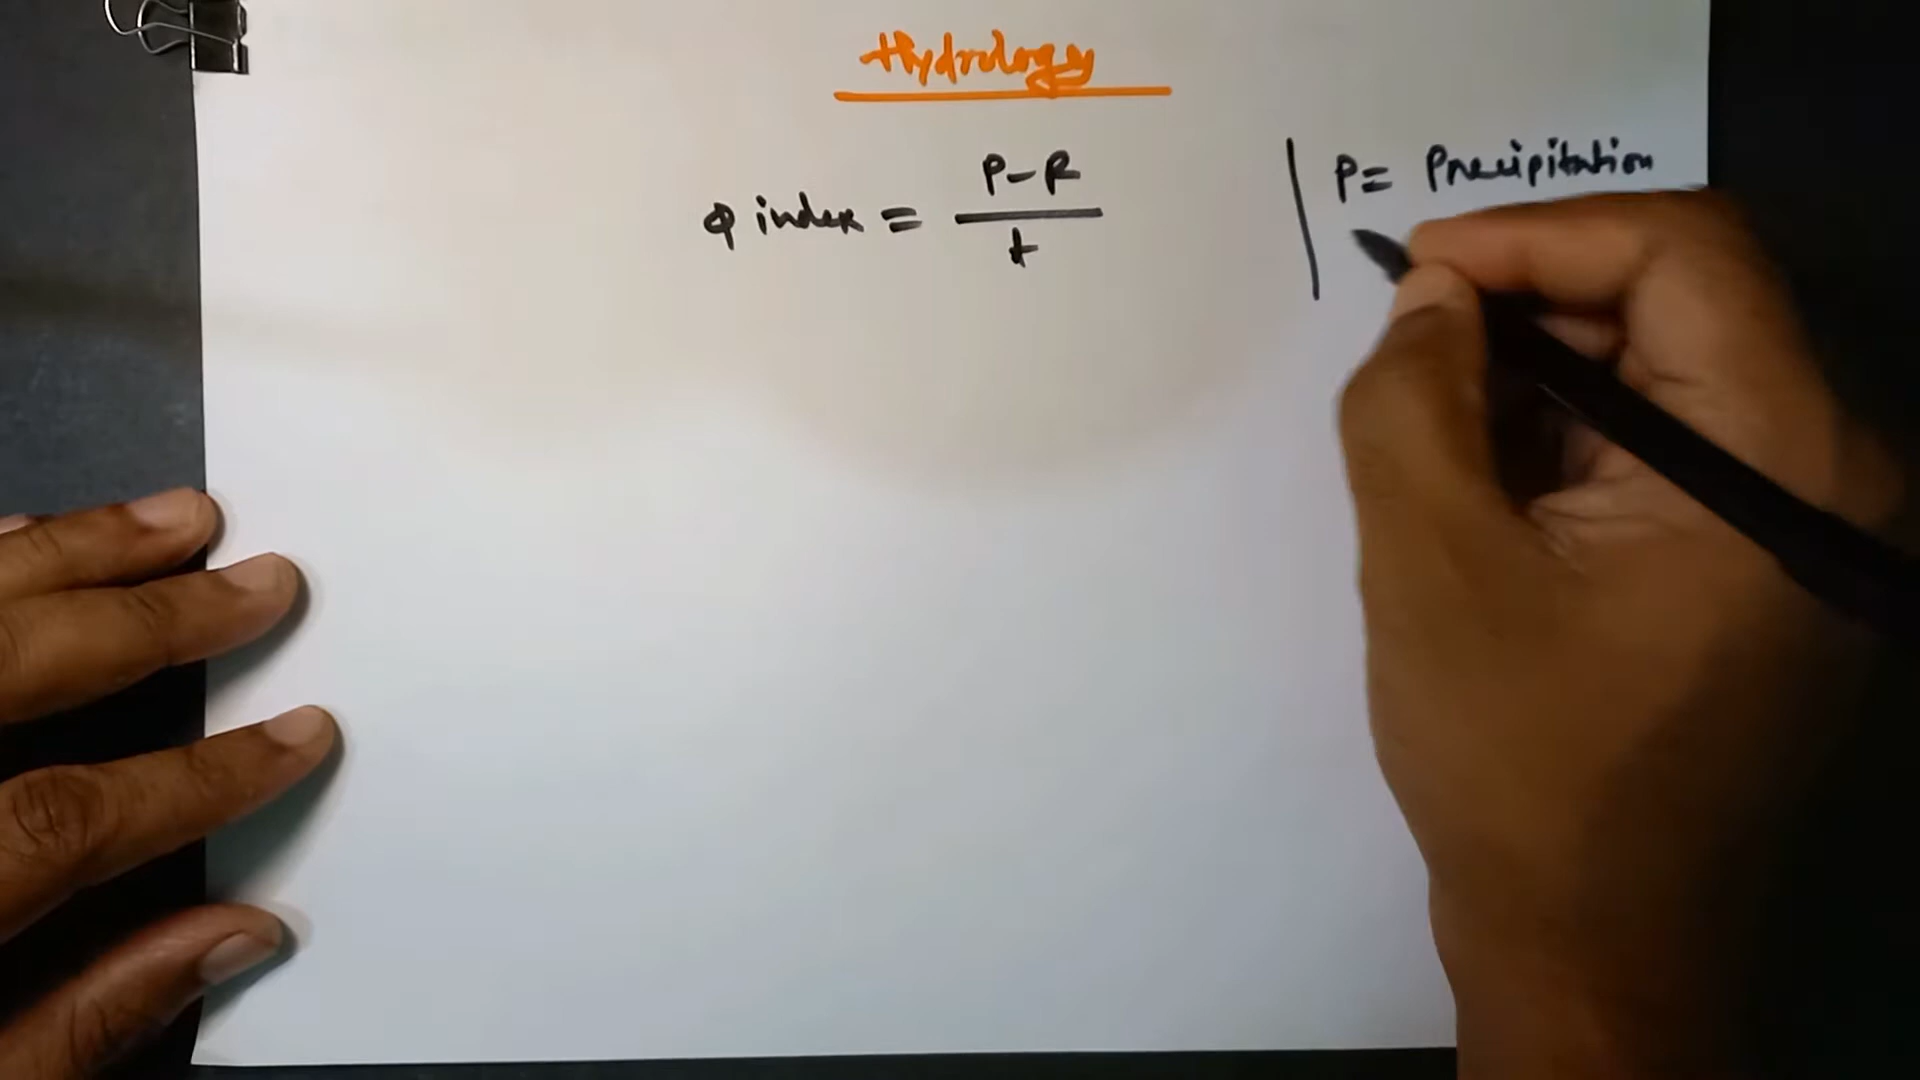 Hydrology
φ index = P-R / t
P = Precipitation